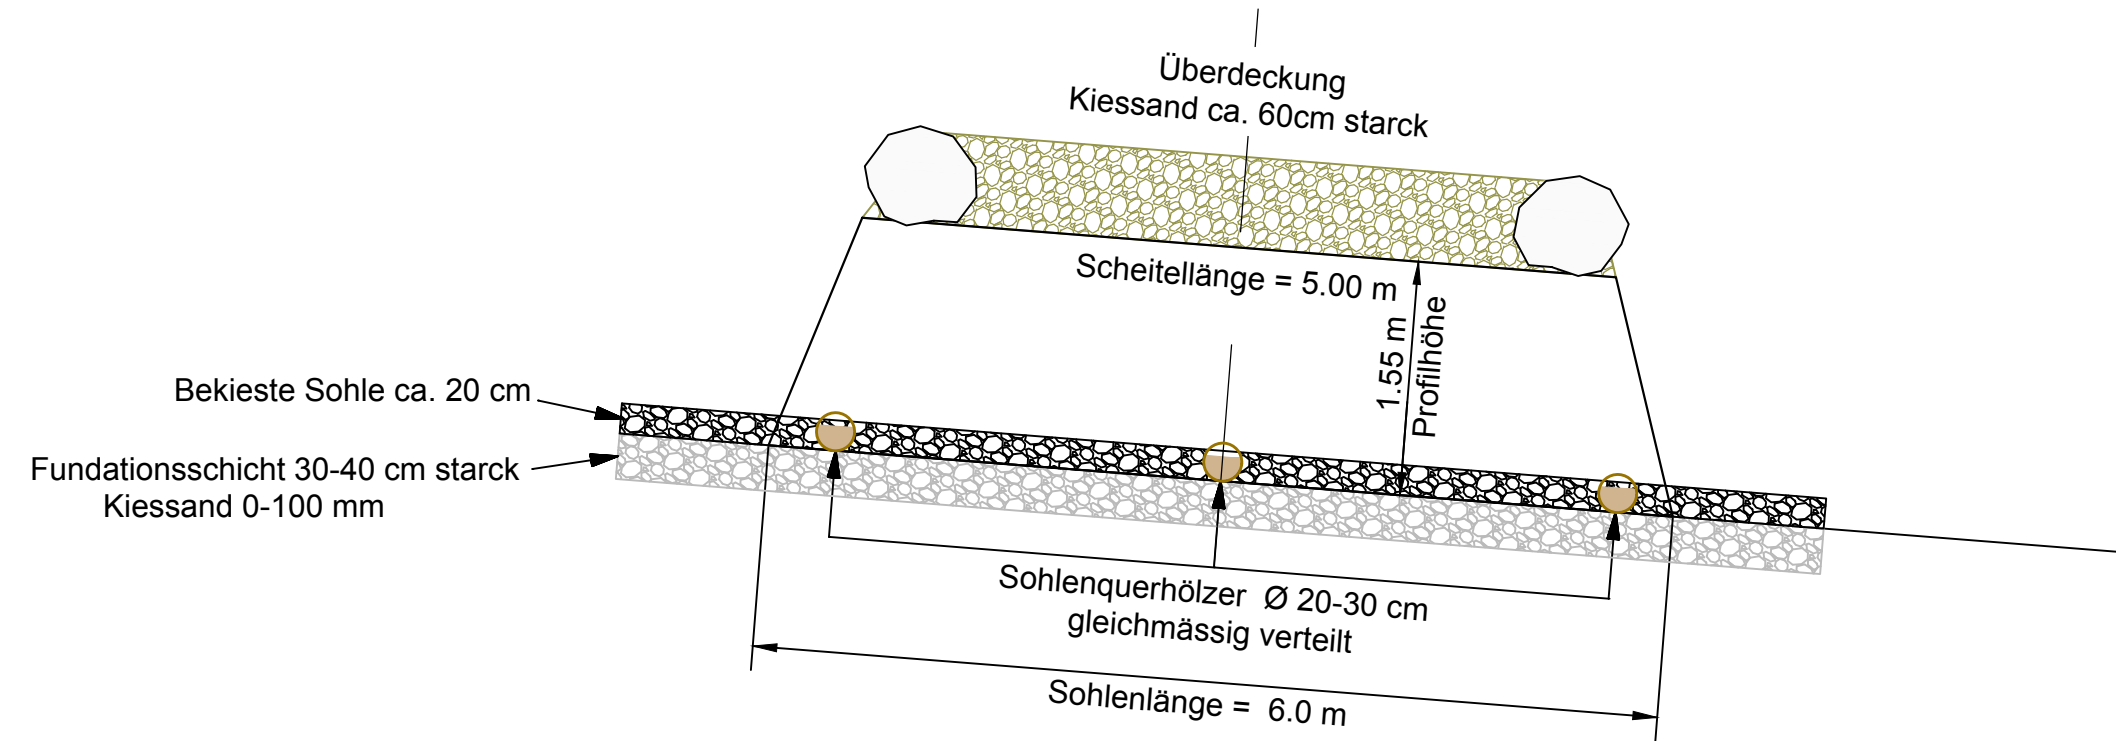 Überdeckung
Kiessand ca. 60cm starck
Scheitellänge = 5.00 m
1.55 m
Profilhöhe
Bekieste Sohle ca. 20 cm
Fundationsschicht 30-40 cm starck
Kiessand 0-100 mm
Sohlenquerhölzer Ø 20-30 cm
gleichmässig verteilt
Sohlenlänge = 6.0 m